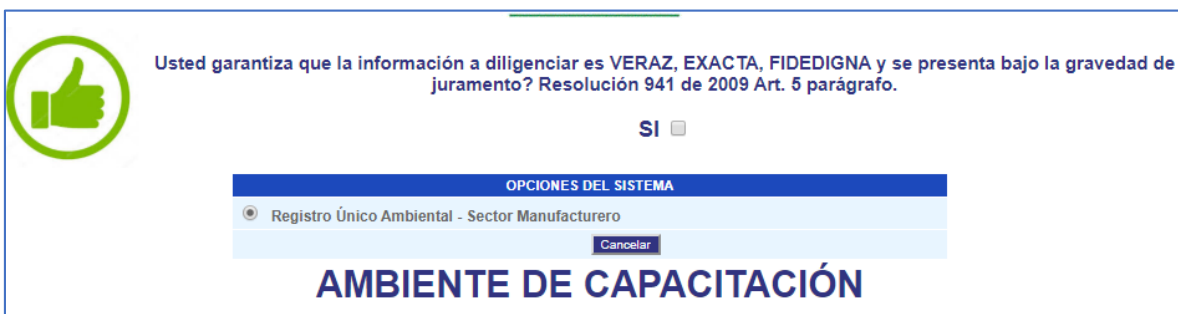 Usted garantiza que la información a diligenciar es VERAZ, EXACTA, FIDEDIGNA y se presenta bajo la gravedad de
juramento? Resolución 941 de 2009 Art. 5 parágrafo.
SI
OPCIONES DEL SISTEMA
Registro Único Ambiental - Sector Manufacturero
Cancelar
AMBIENTE DE CAPACITACIÓN